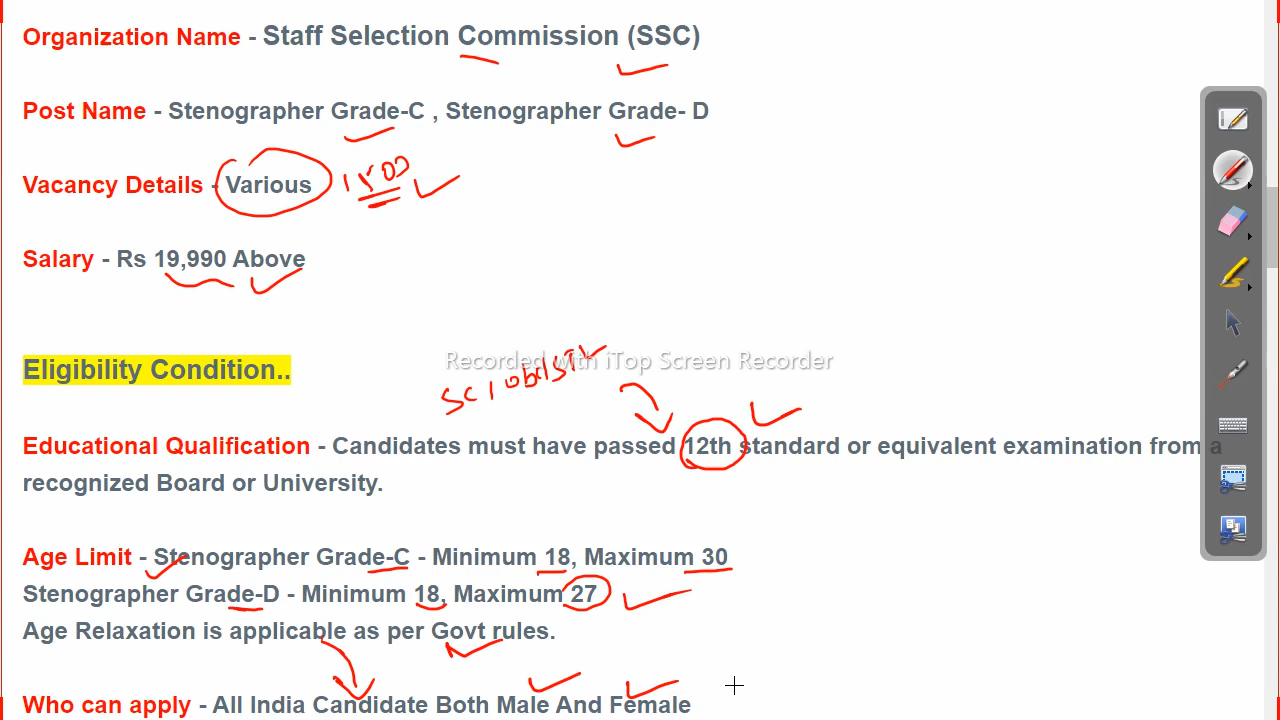 Organization Name - Staff Selection Commission (SSC)
Post Name - Stenographer Grade-C , Stenographer Grade- D
Vacancy Details - Various 1500
Salary - Rs 19,990 Above
Eligibility Condition..
Recorded with iTop Screen Recorder
Educational Qualification - Candidates must have passed 12th standard or equivalent examination from a
recognized Board or University.
Age Limit - Stenographer Grade-C - Minimum 18, Maximum 30
Stenographer Grade-D - Minimum 18, Maximum 27
Age Relaxation is applicable as per Govt rules.
Who can apply - All India Candidate Both Male And Female